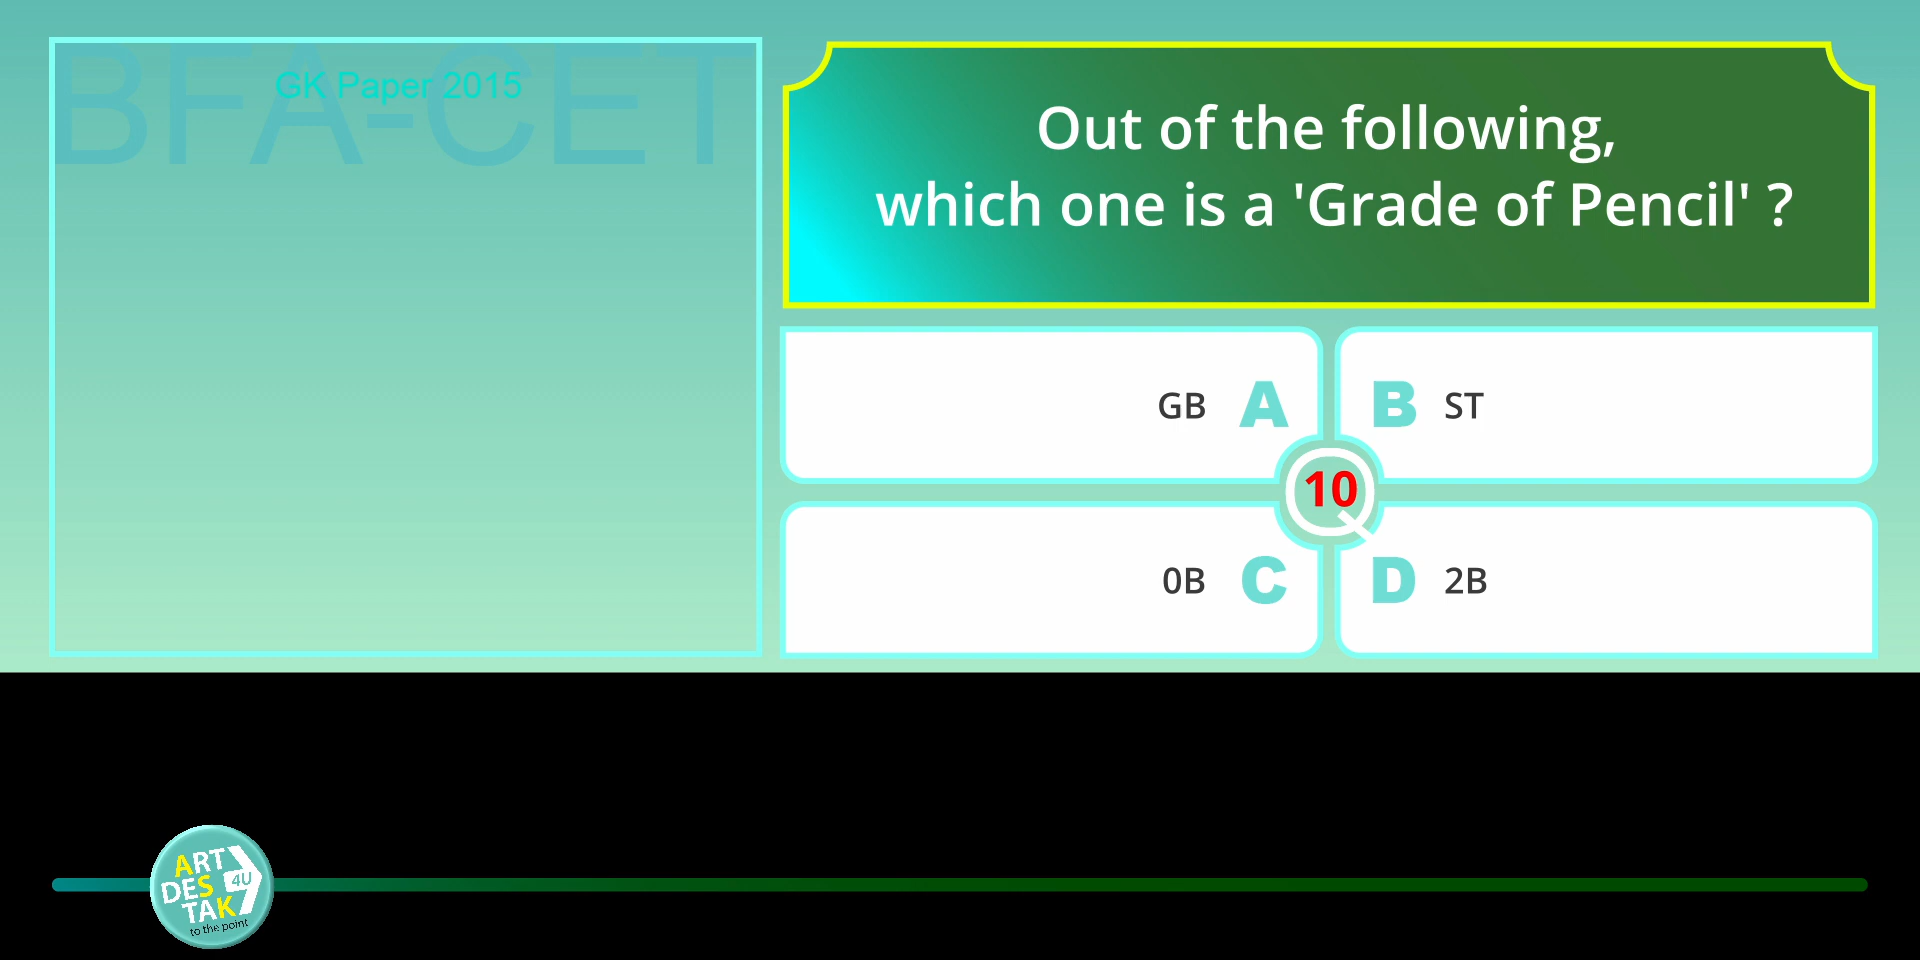 BFA-CET
GK Paper 2015
Out of the following,
which one is a 'Grade of Pencil' ?
GB A
B ST
10
0B C
D 2B
ART
DES 4U
TAK
to the point